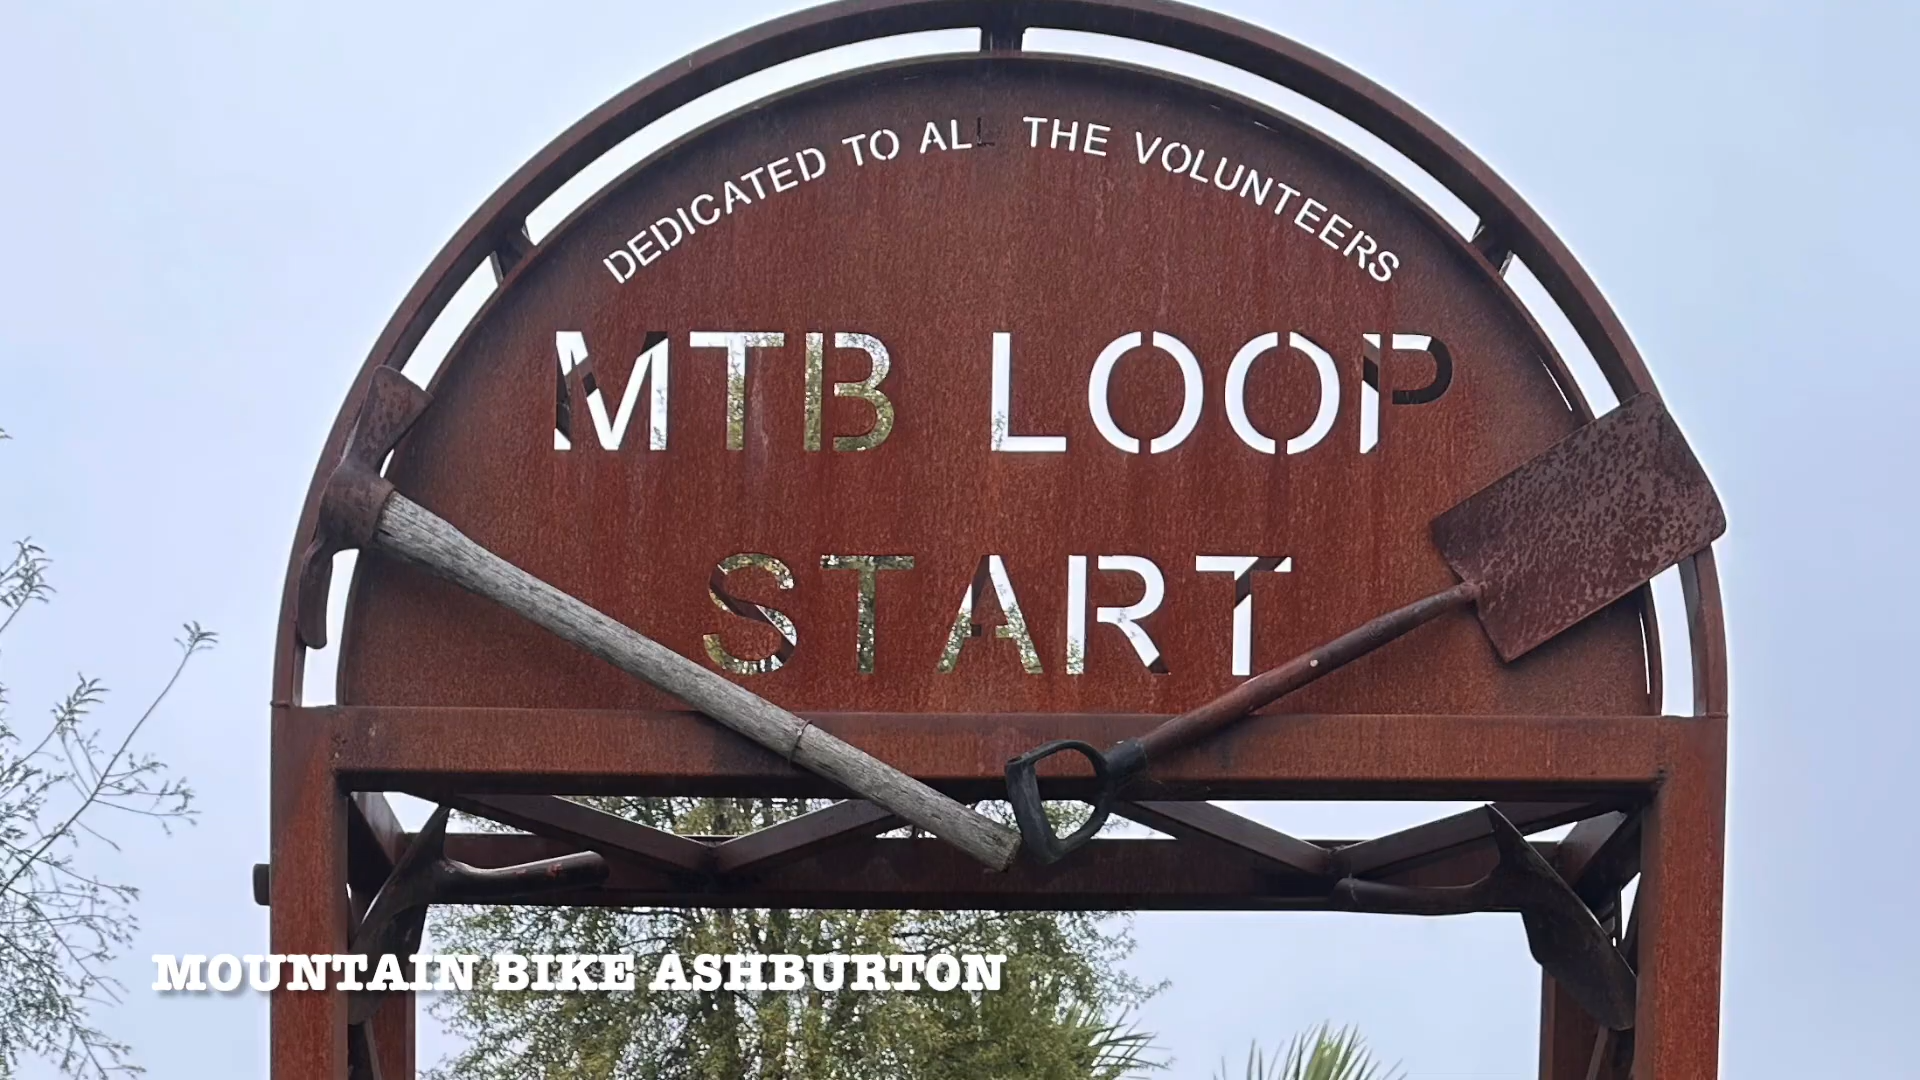 DEDICATED TO ALL THE VOLUNTEERS
MTB LOOP
START
MOUNTAIN BIKE ASHBURTON